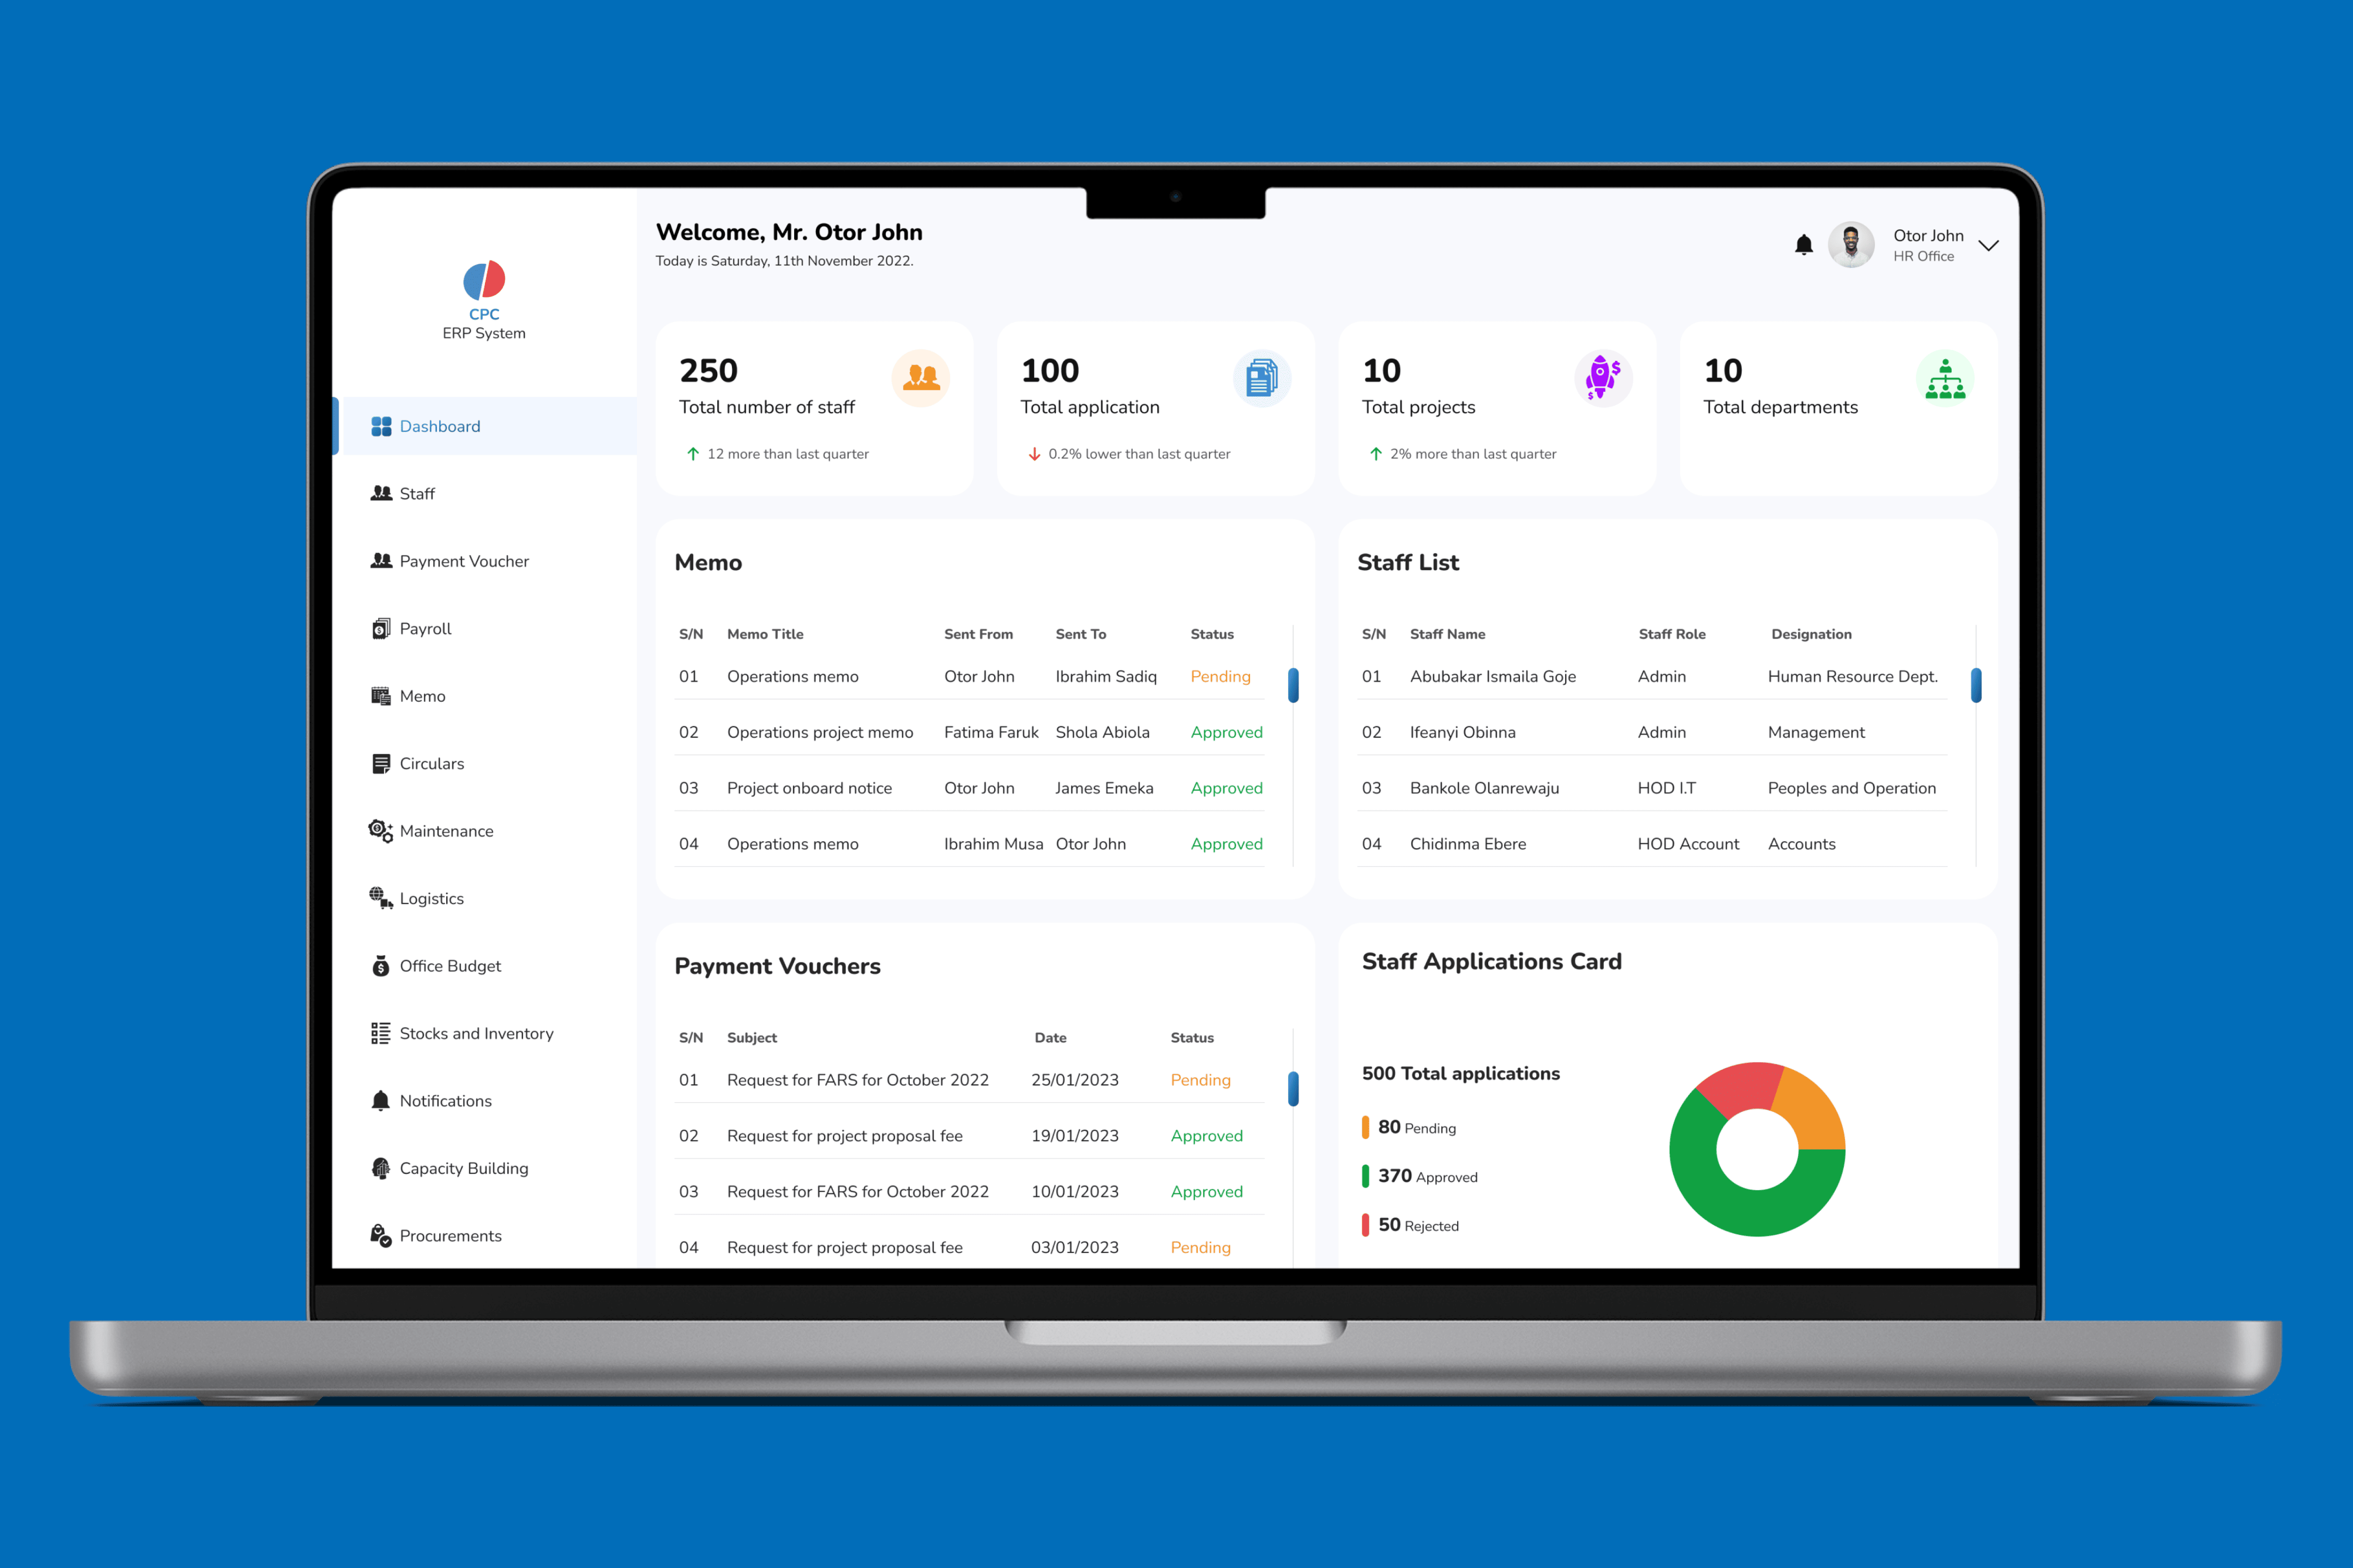 Welcome, Mr. Otor John
Today is Saturday, 11th November 2022.
Otor John
HR Office
CPC
ERP System
Dashboard
Staff
Payment Voucher
Payroll
Memo
Circulars
Maintenance
Logistics
Office Budget
Stocks and Inventory
Notifications
Capacity Building
Procurements
250
Total number of staff
12 more than last quarter
100
Total application
0.2% lower than last quarter
10
Total projects
2% more than last quarter
10
Total departments
Memo
S/N Memo Title Sent From Sent To Status
01 Operations memo Otor John Ibrahim Sadiq Pending
02 Operations project memo Fatima Faruk Shola Abiola Approved
03 Project onboard notice Otor John James Emeka Approved
04 Operations memo Ibrahim Musa Otor John Approved
Staff List
S/N Staff Name Staff Role Designation
01 Abubakar Ismaila Goje Admin Human Resource Dept.
02 Ifeanyi Obinna Admin Management
03 Bankole Olanrewaju HOD I.T Peoples and Operation
04 Chidinma Ebere HOD Account Accounts
Payment Vouchers
S/N Subject Date Status
01 Request for FARS for October 2022 25/01/2023 Pending
02 Request for project proposal fee 19/01/2023 Approved
03 Request for FARS for October 2022 10/01/2023 Approved
04 Request for project proposal fee 03/01/2023 Pending
Staff Applications Card
500 Total applications
80 Pending
370 Approved
50 Rejected